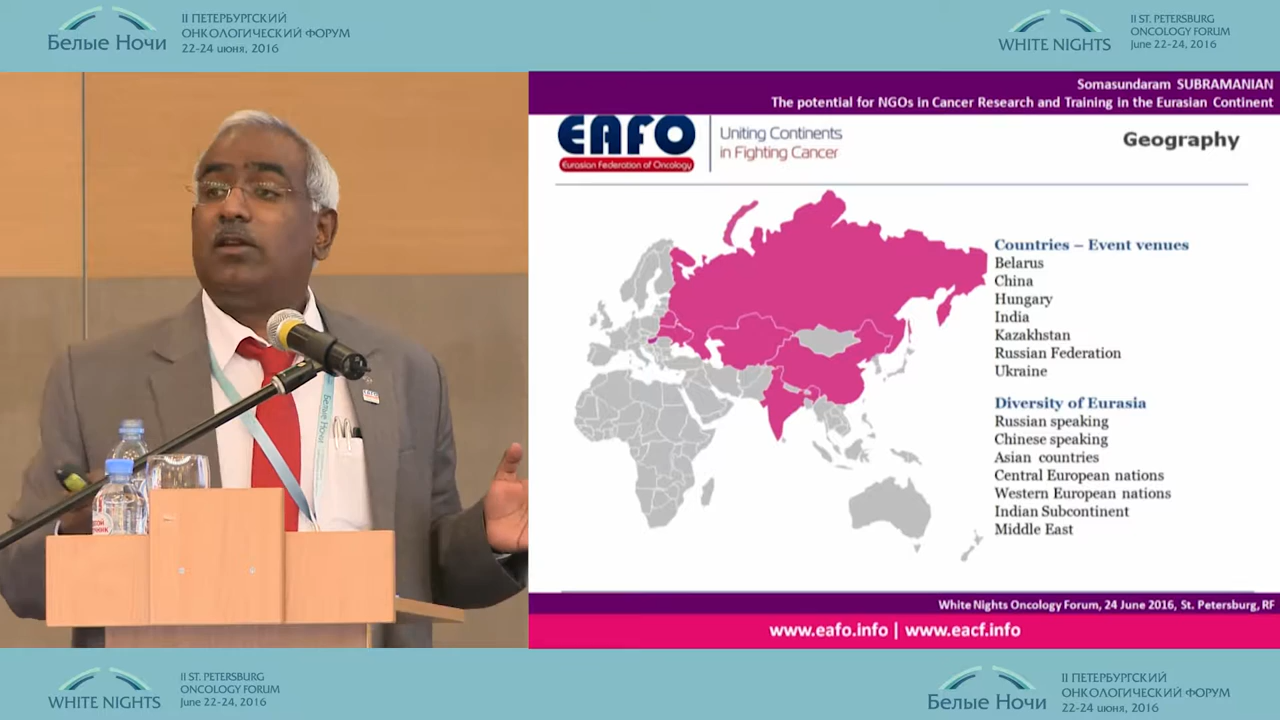 Белые Ночи
II ПЕТЕРБУРГСКИЙ
ОНКОЛОГИЧЕСКИЙ ФОРУМ
22-24 июня, 2016
WHITE NIGHTS
II ST. PETERSBURG
ONCOLOGY FORUM
June 22-24, 2016
Somasundaram SUBRAMANIAN
The potential for NGOs in Cancer Research and Training in the Eurasian Continent
EAFO
Eurasian Federation of Oncology
Uniting Continents
in Fighting Cancer
Geography
Countries – Event venues
Belarus
China
Hungary
India
Kazakhstan
Russian Federation
Ukraine
Diversity of Eurasia
Russian speaking
Chinese speaking
Asian countries
Central European nations
Western European nations
Indian Subcontinent
Middle East
White Nights Oncology Forum, 24 June 2016, St. Petersburg, RF
www.eafo.info | www.eacf.info
Белые Ночи
WHITE NIGHTS
II ST. PETERSBURG
ONCOLOGY FORUM
June 22-24, 2016
Белые Ночи
II ПЕТЕРБУРГСКИЙ
ОНКОЛОГИЧЕСКИЙ ФОРУМ
22-24 июня, 2016